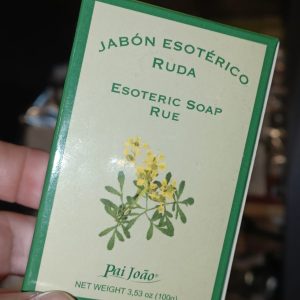 JABÓN ESOTÉRICO
RUDA
ESOTERIC SOAP
RUE
Pai João®
NET WEIGHT 3,53 oz (100g)